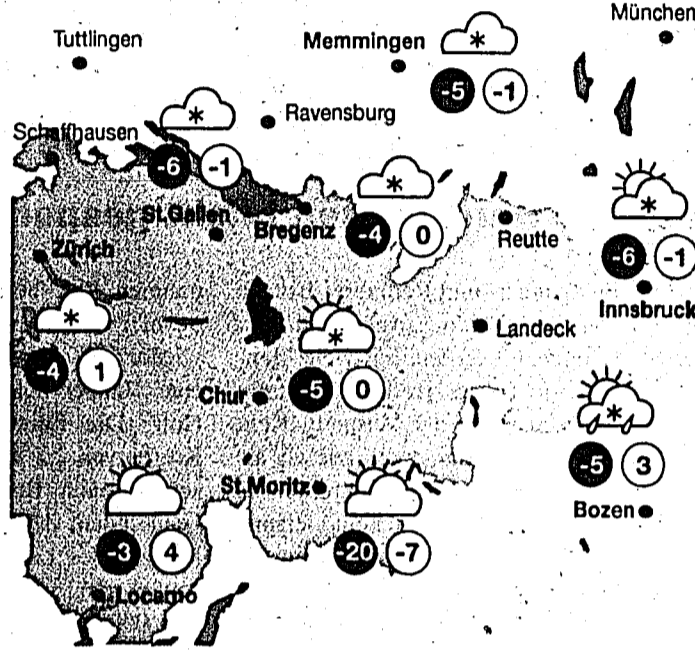 München
Tuttlingen
Memmingen
-5 -1
Ravensburg
Schaffhausen
-6 -1
St.Gallen
Bregenz
-4 0
Reutte
Zürich
-6 -1
Innsbruck
Landeck
-4 1
Chur
-5 0
-5 3
St.Moritz
Bozen
-3 4
-20 -7
Locarno